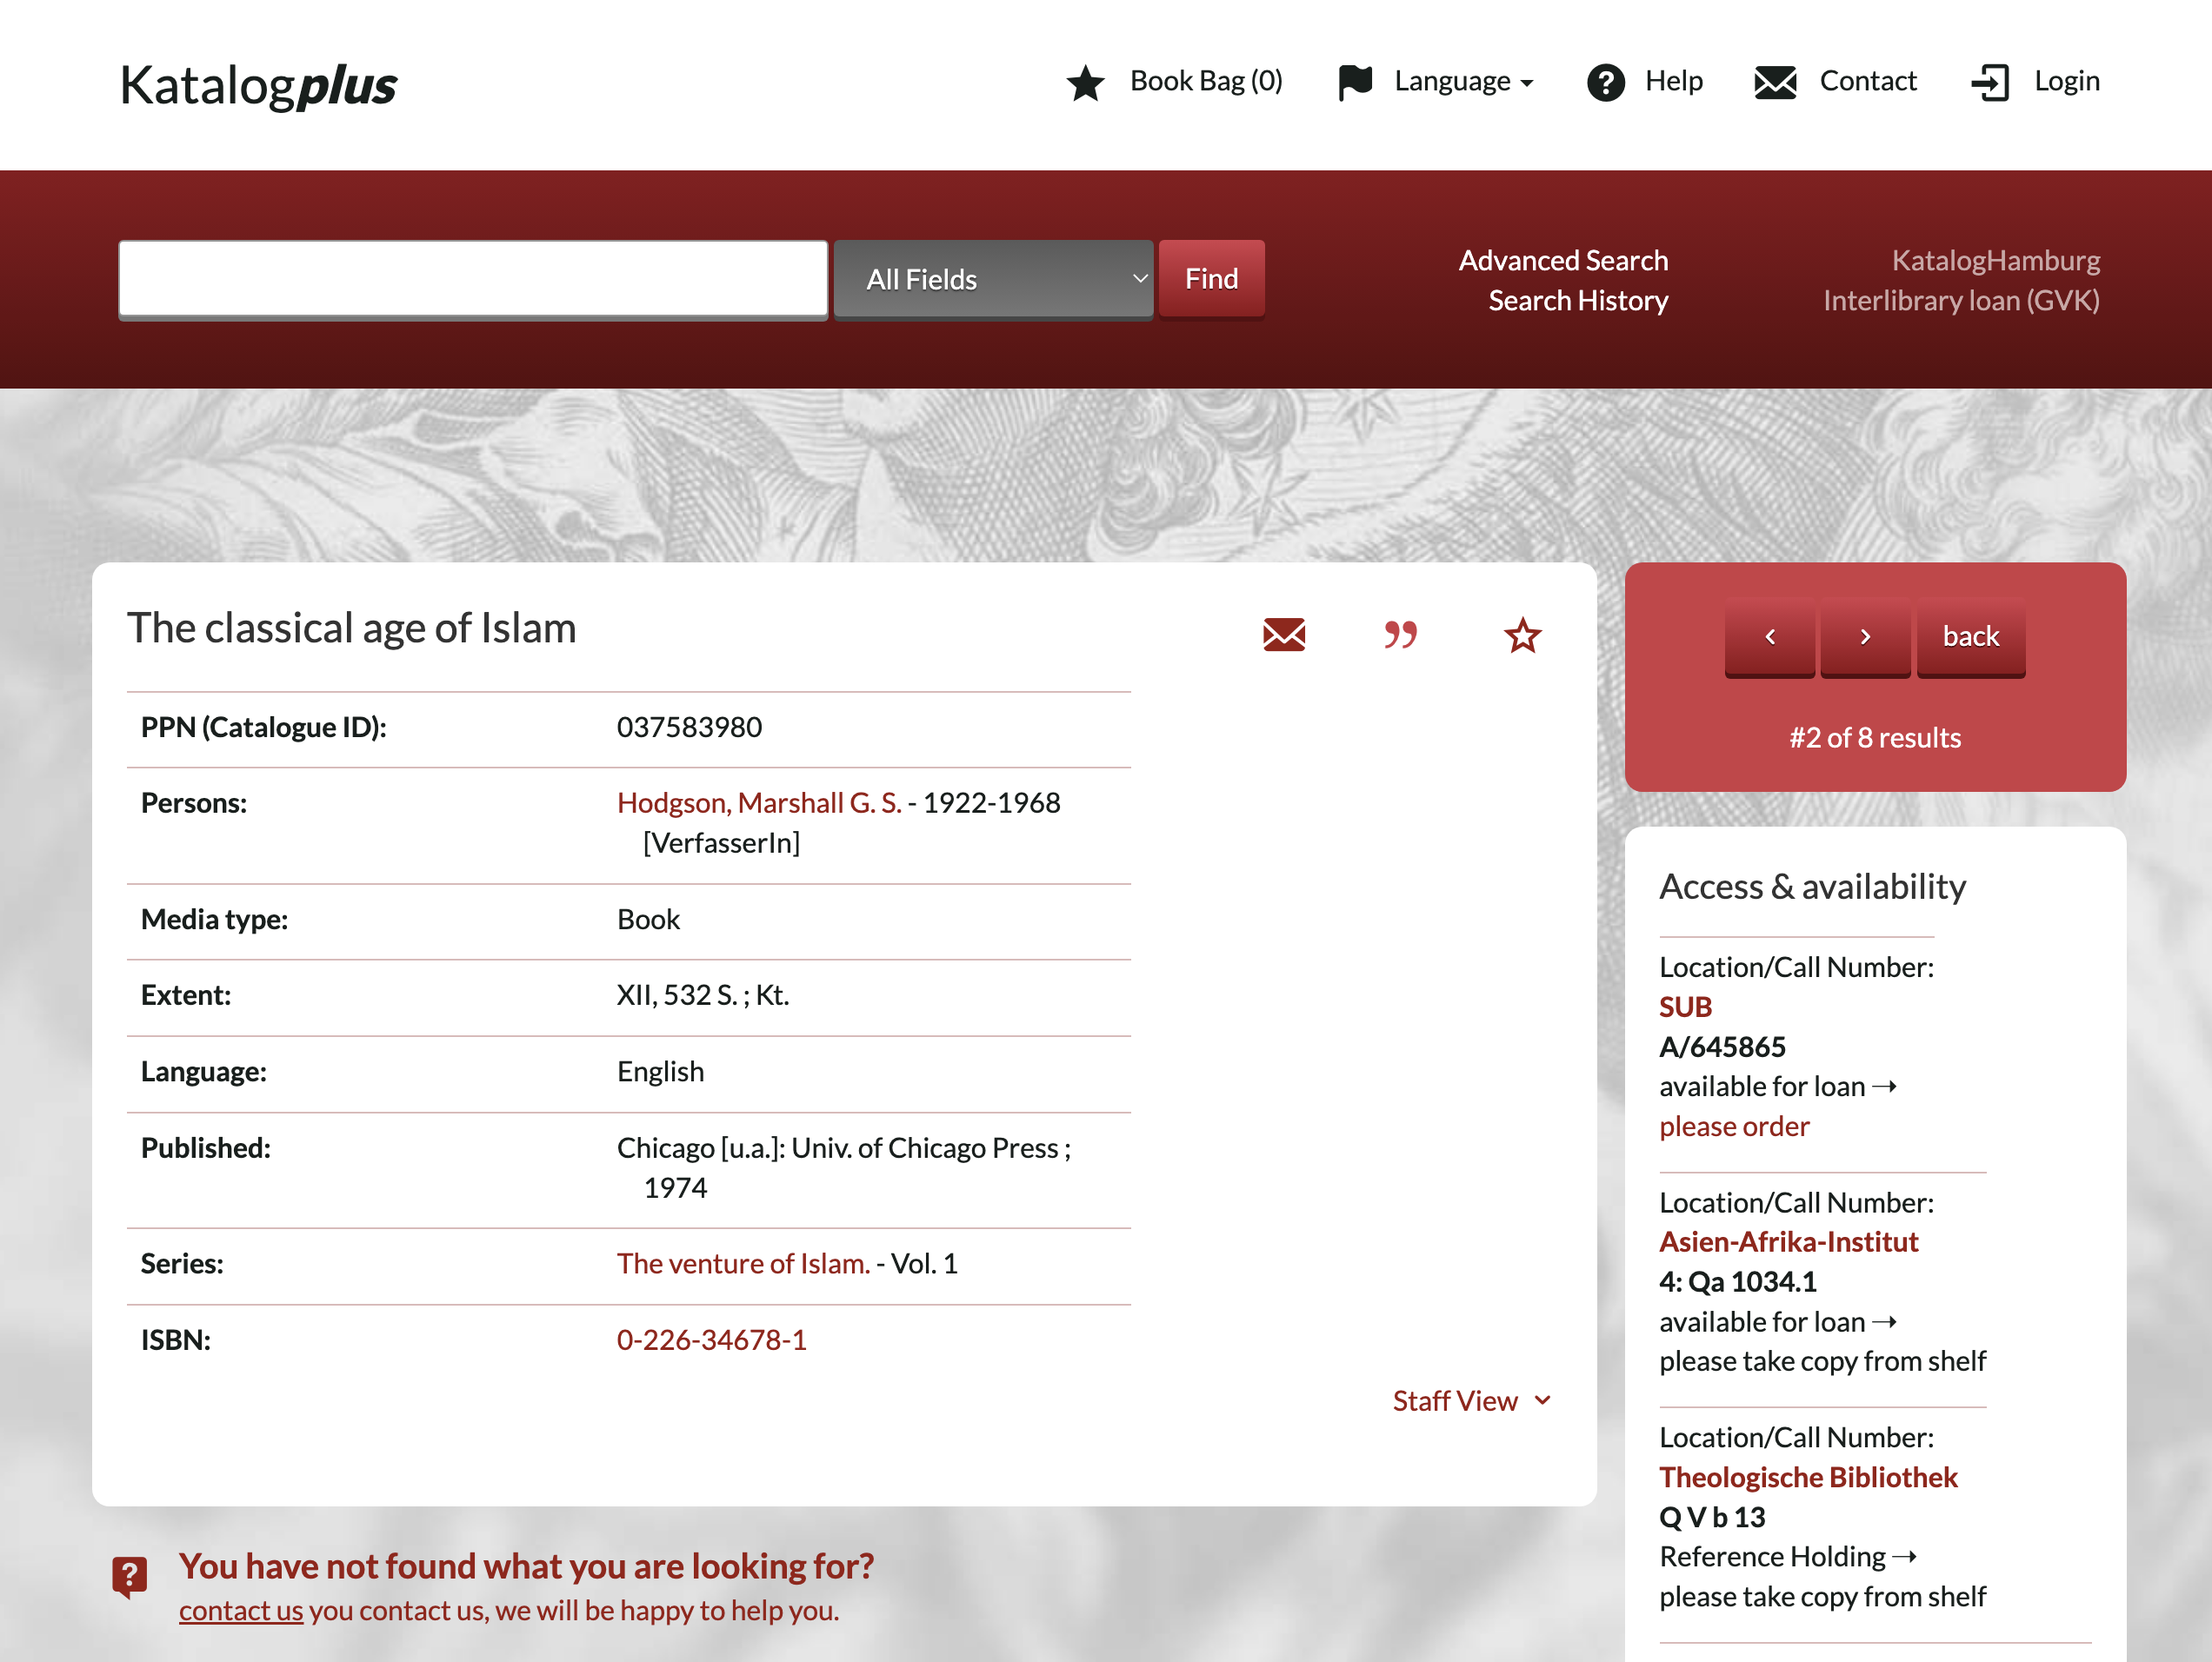 Katalogplus
Book Bag (0)
Language
Help
Contact
Login
All Fields
Find
Advanced Search
Search History
KatalogHamburg
Interlibrary loan (GVK)
The classical age of Islam
PPN (Catalogue ID): 037583980
Persons: Hodgson, Marshall G. S. - 1922-1968
[VerfasserIn]
Media type: Book
Extent: XII, 532 S. ; Kt.
Language: English
Published: Chicago [u.a.]: Univ. of Chicago Press ;
1974
Series: The venture of Islam. - Vol. 1
ISBN: 0-226-34678-1
Staff View
You have not found what you are looking for?
contact us you contact us, we will be happy to help you.
‹ › back
#2 of 8 results
Access & availability
Location/Call Number:
SUB
A/645865
available for loan →
please order
Location/Call Number:
Asien-Afrika-Institut
4: Qa 1034.1
available for loan →
please take copy from shelf
Location/Call Number:
Theologische Bibliothek
Q V b 13
Reference Holding →
please take copy from shelf